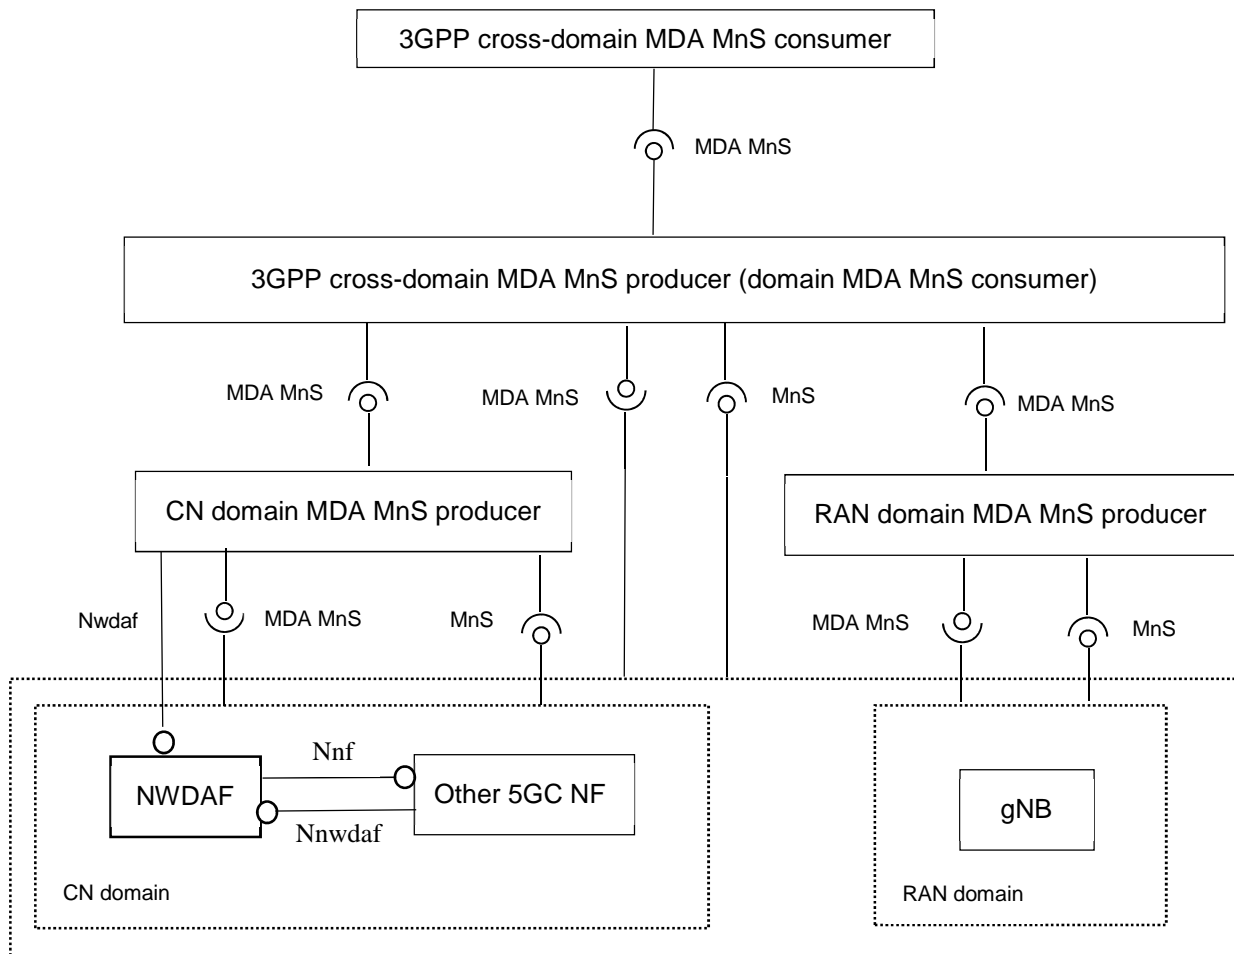 3GPP cross-domain MDA MnS consumer
MDA MnS
3GPP cross-domain MDA MnS producer (domain MDA MnS consumer)
MDA MnS
MDA MnS
MnS
MDA MnS
CN domain MDA MnS producer
RAN domain MDA MnS producer
Nwdaf
MDA MnS
MnS
MDA MnS
MnS
Nnf
NWDAF
Other 5GC NF
gNB
Nnwdaf
CN domain
RAN domain